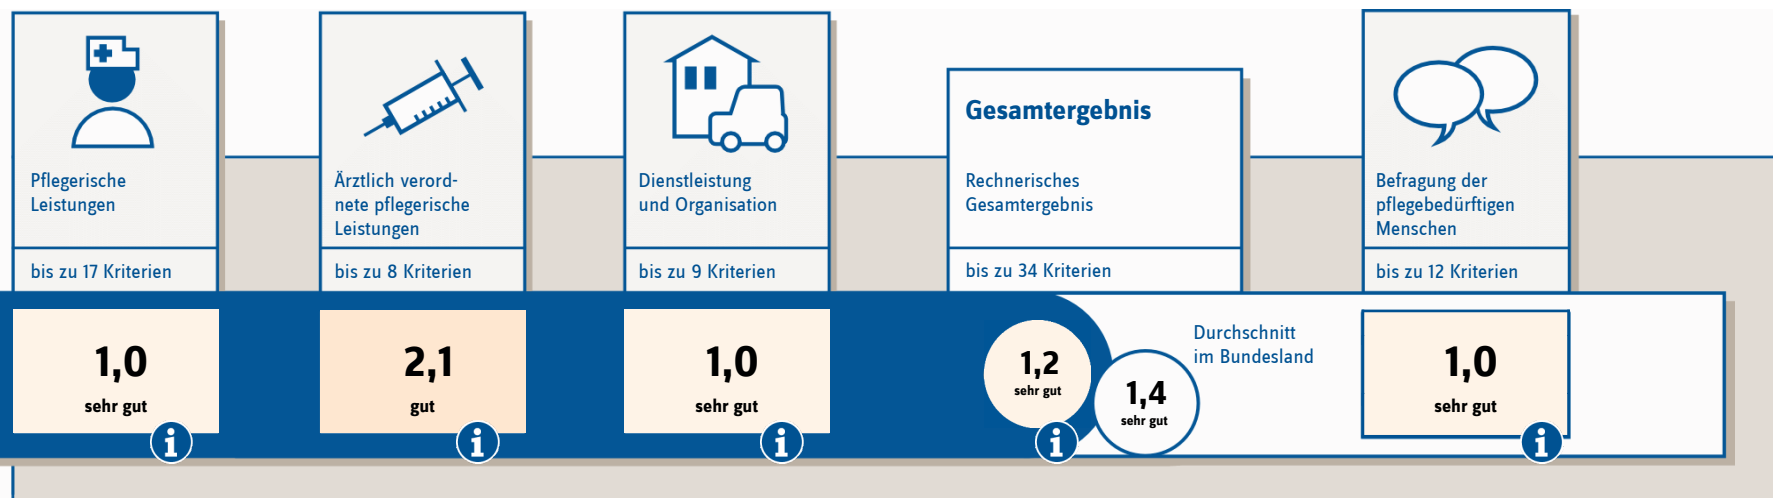 Pflegerische
Leistungen
bis zu 17 Kriterien
1,0
sehr gut
i
Ärztlich verord-
nete pflegerische
Leistungen
bis zu 8 Kriterien
2,1
gut
i
Dienstleistung
und Organisation
bis zu 9 Kriterien
1,0
sehr gut
i
Gesamtergebnis
Rechnerisches
Gesamtergebnis
bis zu 34 Kriterien
1,2
sehr gut
i
1,4
sehr gut
Durchschnitt
im Bundesland
Befragung der
pflegebedürftigen
Menschen
bis zu 12 Kriterien
1,0
sehr gut
i